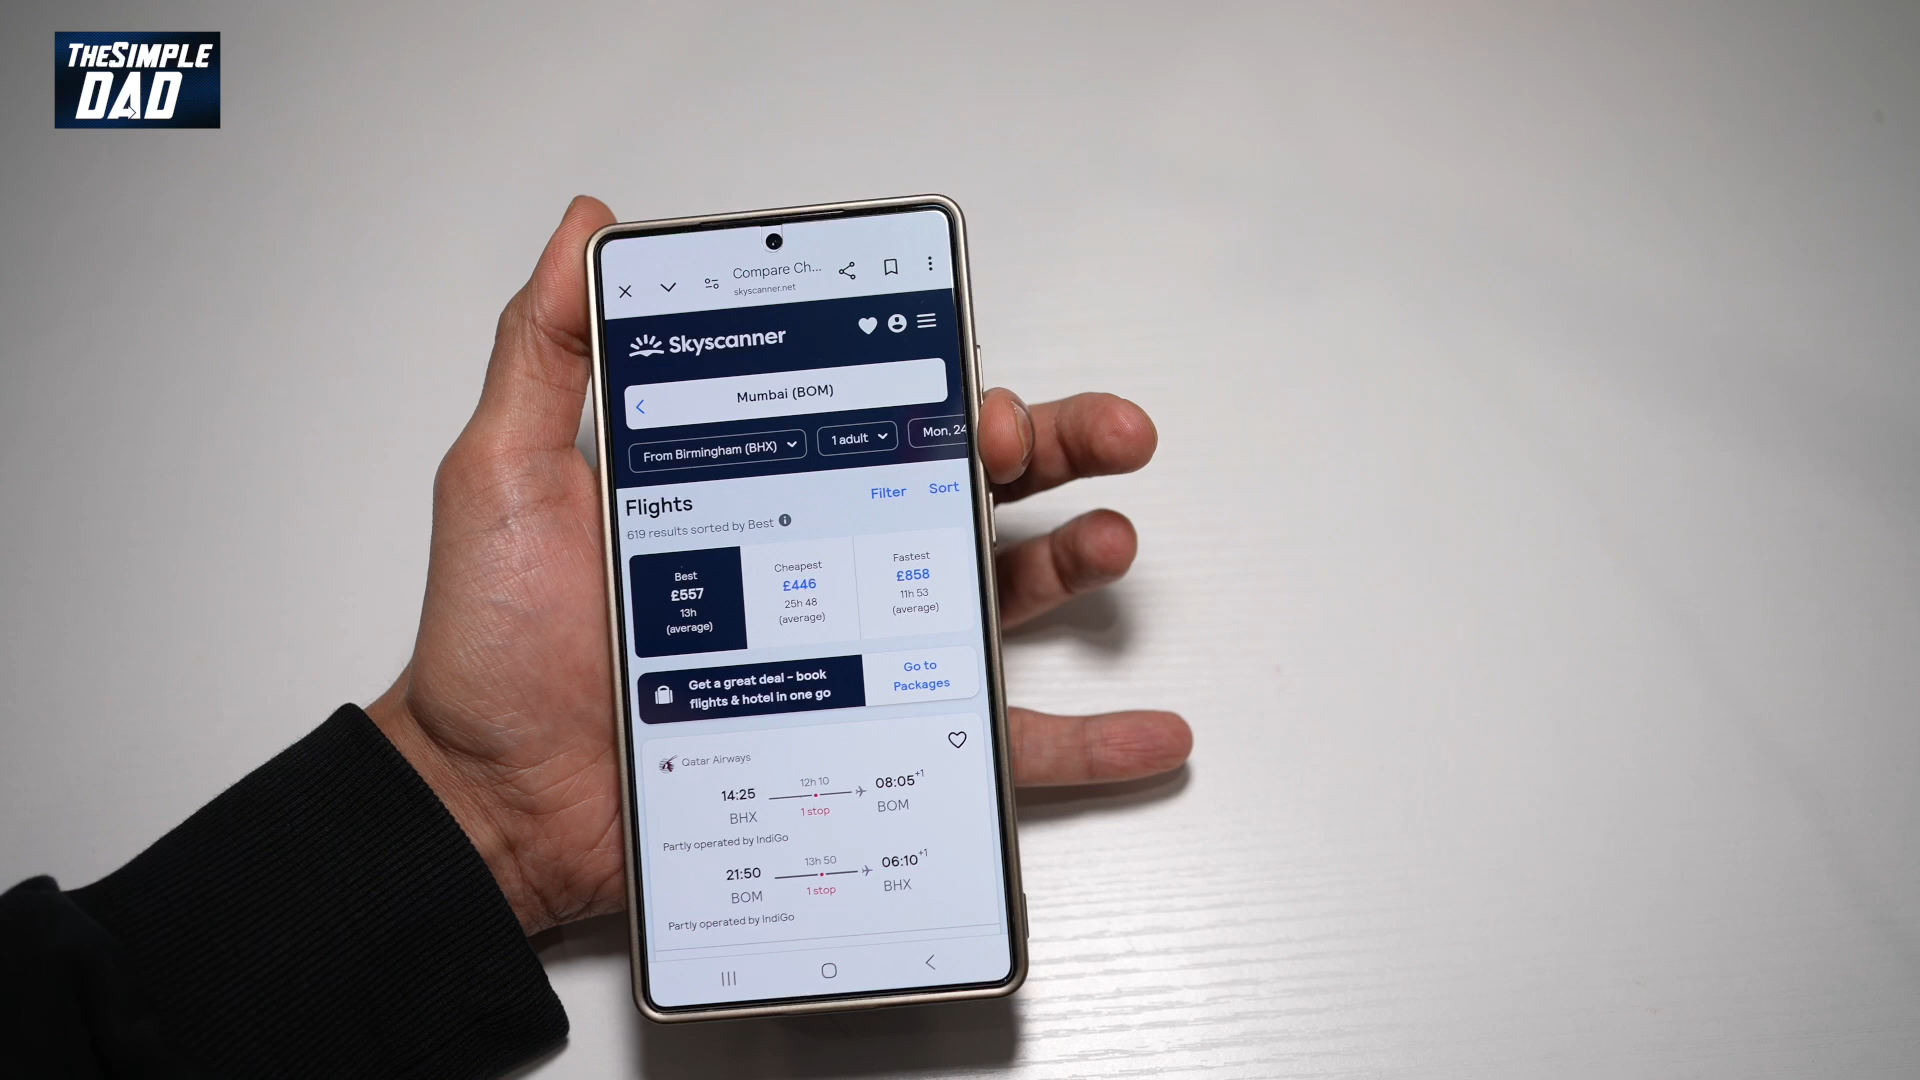 THE SIMPLE
DAD
Compare Ch...
skyscanner.net
Skyscanner
Mumbai (BOM)
From Birmingham (BHX)
1 adult
Mon, 24
Flights
Filter
Sort
619 results sorted by Best
Best
£557
13h
(average)
Cheapest
£446
25h 48
(average)
Fastest
£858
11h 53
(average)
Get a great deal - book
flights & hotel in one go
Go to
Packages
Qatar Airways
14:25
12h 10
08:05+1
BHX
1 stop
BOM
Partly operated by IndiGo
21:50
13h 50
06:10+1
BOM
1 stop
BHX
Partly operated by IndiGo